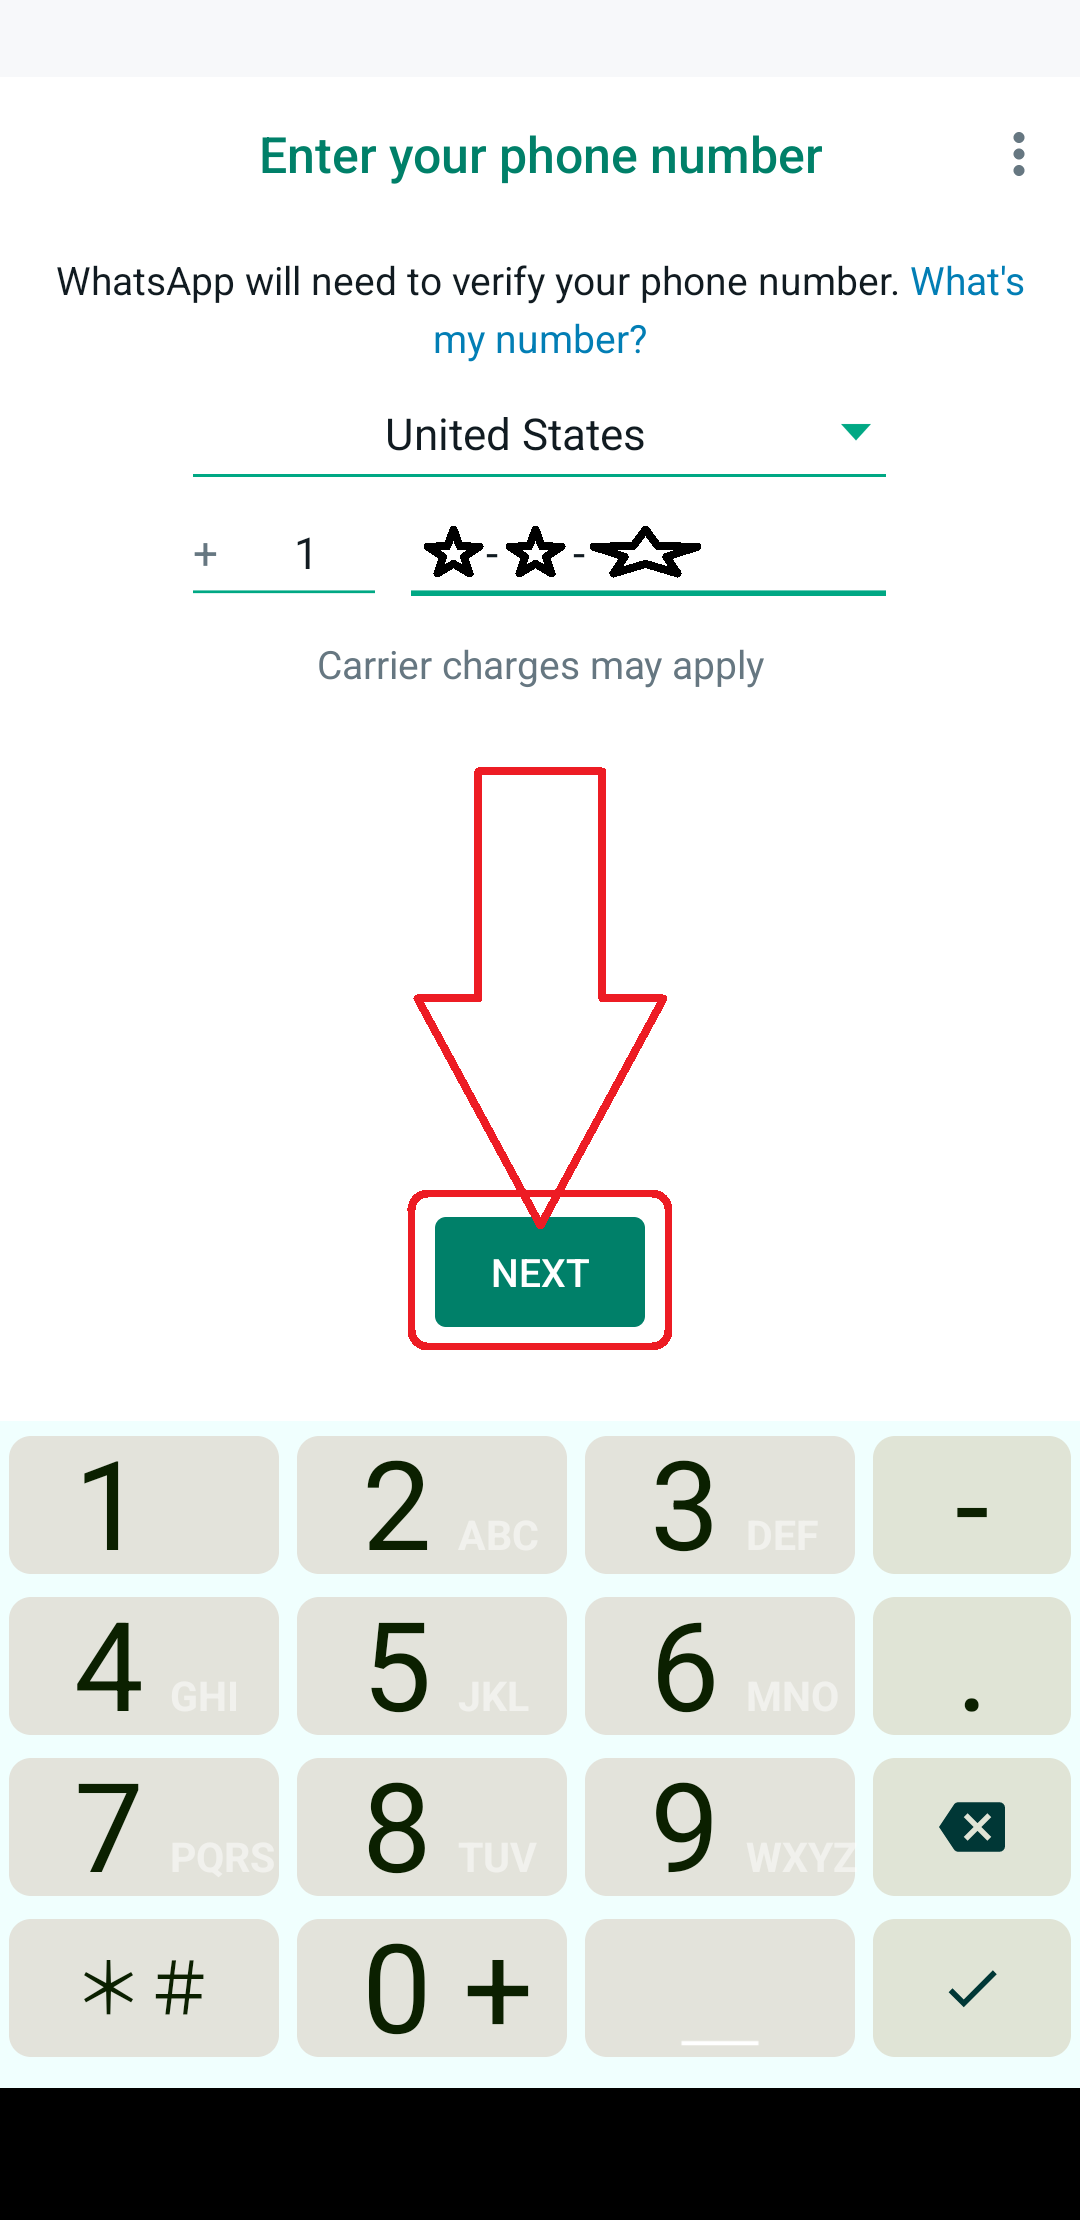 Enter your phone number
WhatsApp will need to verify your phone number. What's
my number?
United States
+ 1 - -
Carrier charges may apply
NEXT
1 2 ABC 3 DEF -
4 GHI 5 JKL 6 MNO .
7 PQRS 8 TUV 9 WXYZ
* # 0 +